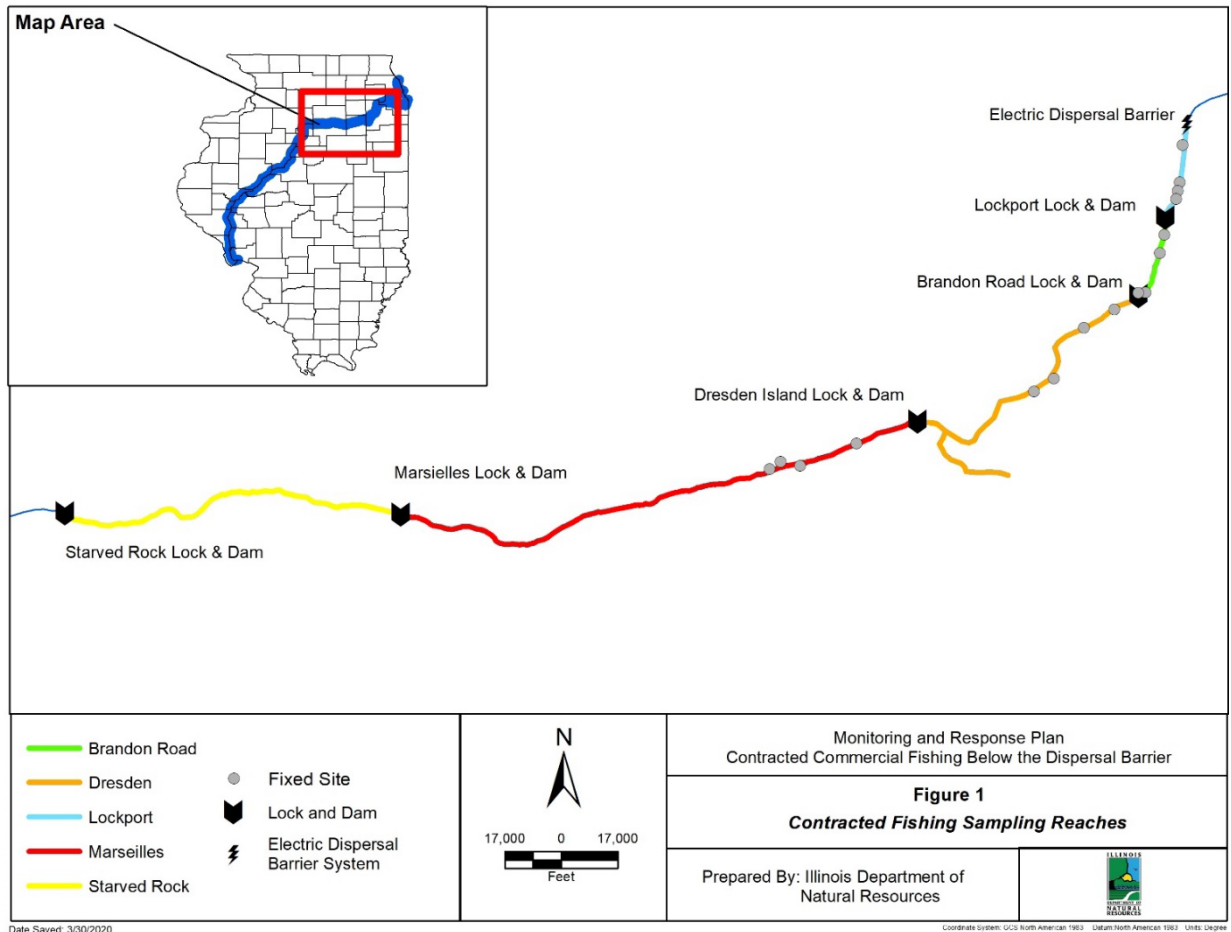 Map Area
Electric Dispersal Barrier
Lockport Lock & Dam
Brandon Road Lock & Dam
Dresden Island Lock & Dam
Marsielles Lock & Dam
Starved Rock Lock & Dam
Brandon Road
Dresden
Lockport
Marseilles
Starved Rock
Fixed Site
Lock and Dam
Electric Dispersal
Barrier System
N
17,000 0 17,000
Feet
Monitoring and Response Plan
Contracted Commercial Fishing Below the Dispersal Barrier
Figure 1
Contracted Fishing Sampling Reaches
Prepared By: Illinois Department of
Natural Resources
ILLINOIS
NATURAL
RESOURCES
Date Saved: 3/30/2020
Coordinate System: GCS North American 1983 Datum: North American 1983 Units: Degree